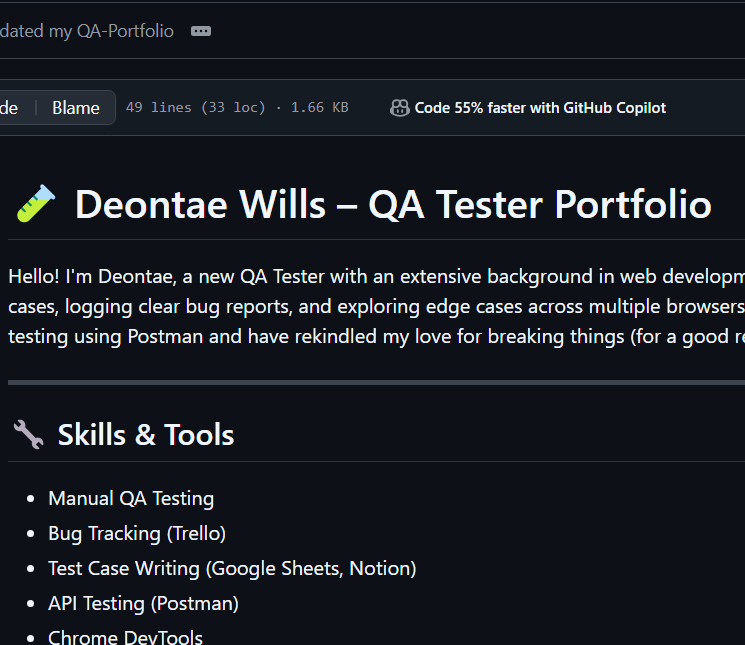 dated my QA-Portfolio
de | Blame 49 lines (33 loc) · 1.66 KB Code 55% faster with GitHub Copilot
Deontae Wills – QA Tester Portfolio
Hello! I'm Deontae, a new QA Tester with an extensive background in web developm
cases, logging clear bug reports, and exploring edge cases across multiple browsers
testing using Postman and have rekindled my love for breaking things (for a good re
Skills & Tools
• Manual QA Testing
• Bug Tracking (Trello)
• Test Case Writing (Google Sheets, Notion)
• API Testing (Postman)
• Chrome DevTools